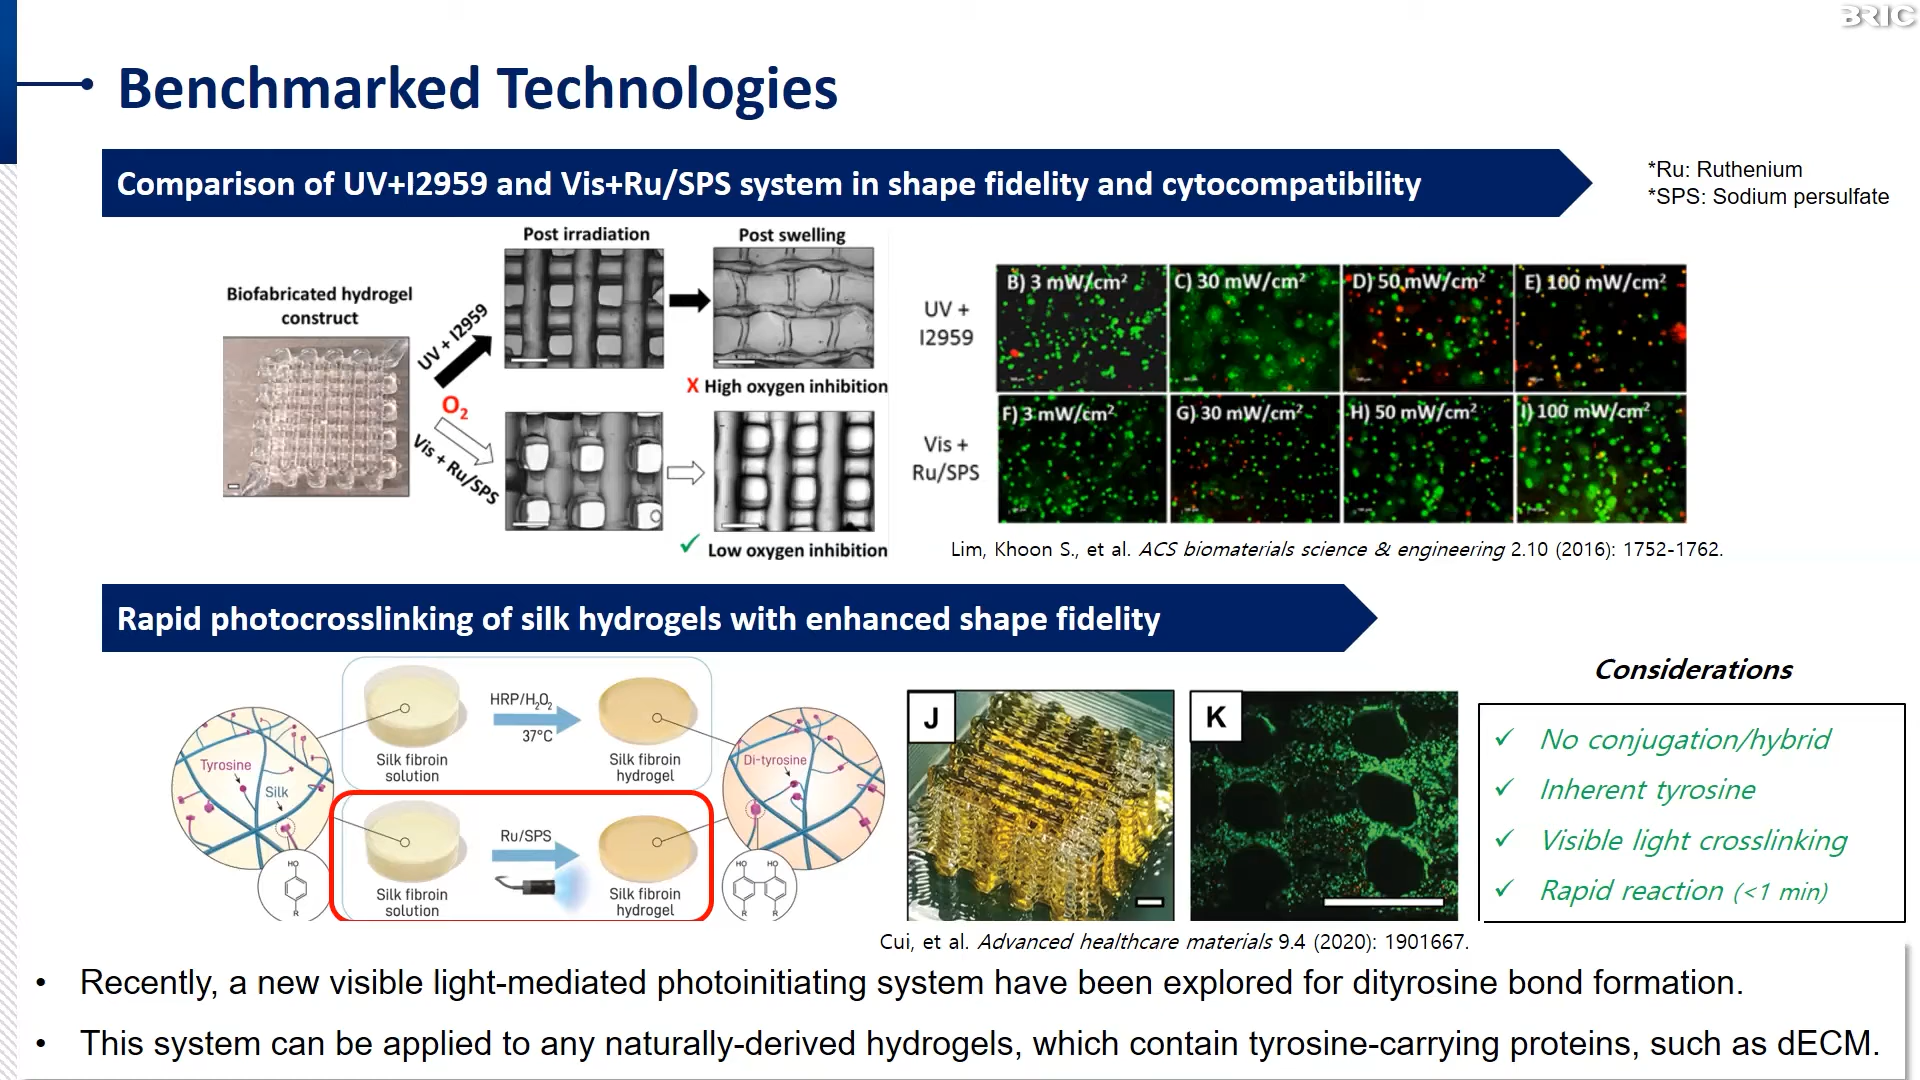 BRIC
Benchmarked Technologies
Comparison of UV+I2959 and Vis+Ru/SPS system in shape fidelity and cytocompatibility
*Ru: Ruthenium
*SPS: Sodium persulfate
Biofabricated hydrogel
construct
UV + I2959
O₂
Vis + Ru/SPS
Post irradiation
Post swelling
X High oxygen inhibition
✓ Low oxygen inhibition
UV +
I2959
B) 3 mW/cm²
C) 30 mW/cm²
D) 50 mW/cm²
E) 100 mW/cm²
Vis +
Ru/SPS
F) 3 mW/cm²
G) 30 mW/cm²
H) 50 mW/cm²
I) 100 mW/cm²
Lim, Khoon S., et al. ACS biomaterials science & engineering 2.10 (2016): 1752-1762.
Rapid photocrosslinking of silk hydrogels with enhanced shape fidelity
Tyrosine
Silk
HO
R
HRP/H₂O₂
37°C
Silk fibroin
solution
Silk fibroin
hydrogel
Ru/SPS
Silk fibroin
solution
Silk fibroin
hydrogel
Di-tyrosine
HO
HO
R
R
J
K
Cui, et al. Advanced healthcare materials 9.4 (2020): 1901667.
Considerations
✓ No conjugation/hybrid
✓ Inherent tyrosine
✓ Visible light crosslinking
✓ Rapid reaction (<1 min)
• Recently, a new visible light-mediated photoinitiating system have been explored for dityrosine bond formation.
• This system can be applied to any naturally-derived hydrogels, which contain tyrosine-carrying proteins, such as dECM.